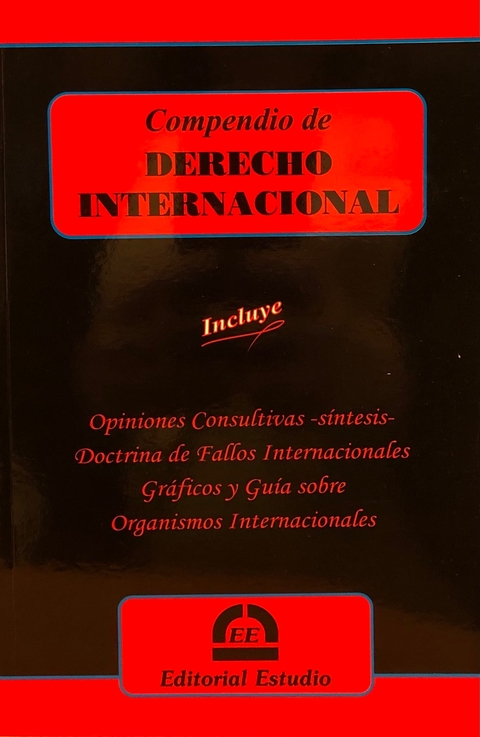 Compendio de
DERECHO
INTERNACIONAL
Incluye
Opiniones Consultivas -síntesis-
Doctrina de Fallos Internacionales
Gráficos y Guía sobre
Organismos Internacionales
EE
Editorial Estudio